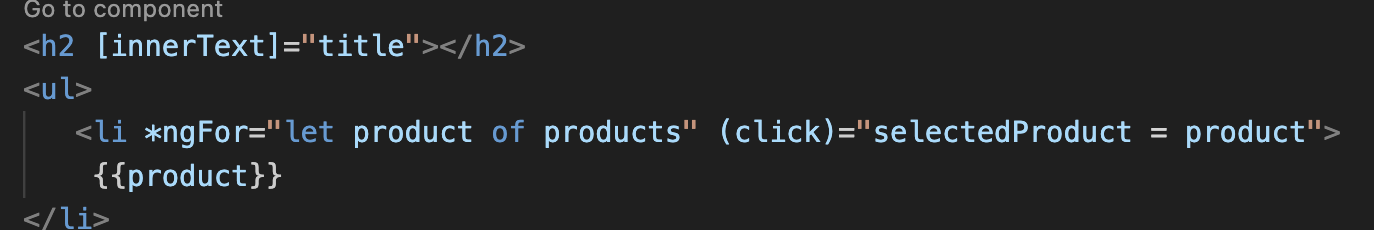 Go to component
<h2 [innerText]="title"></h2>
<ul>
<li *ngFor="let product of products" (click)="selectedProduct = product">
{{product}}
</li>